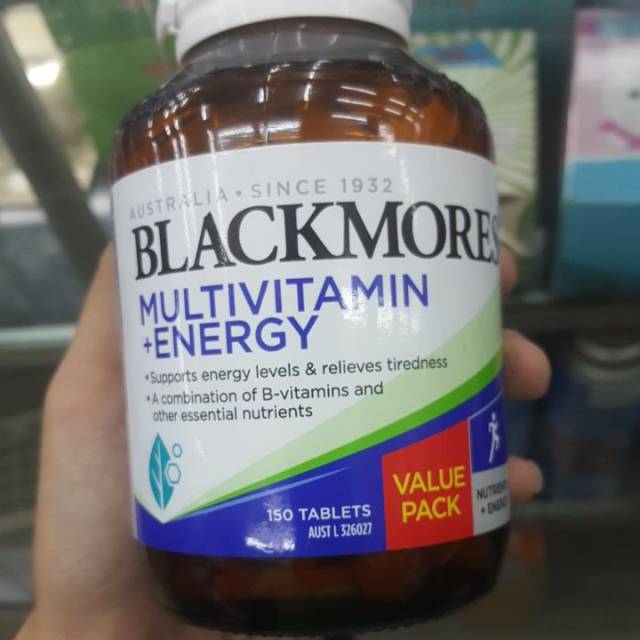 AUSTRALIA • SINCE 1932
BLACKMORES
MULTIVITAMIN
+ENERGY
•Supports energy levels & relieves tiredness
•A combination of B-vitamins and
other essential nutrients
150 TABLETS
AUST L 326027
VALUE
PACK